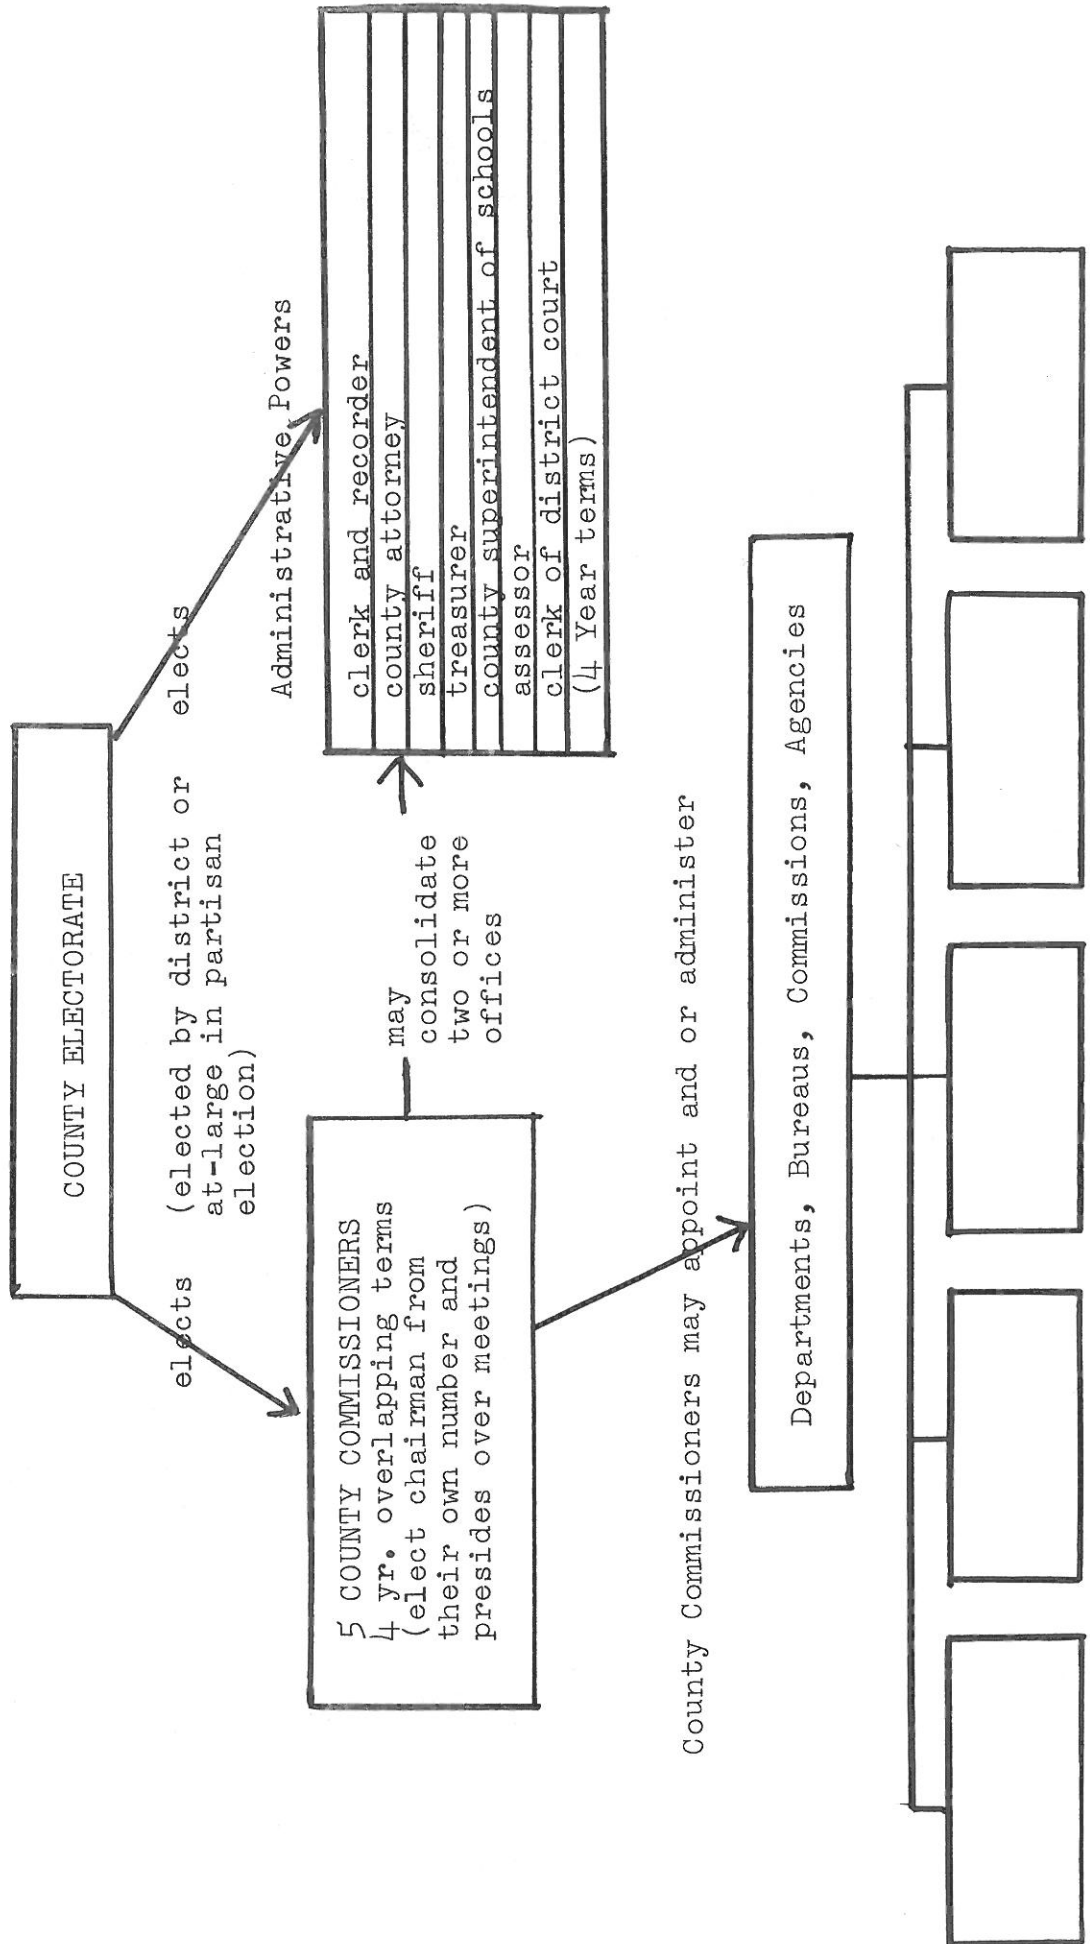 COUNTY ELECTORATE
elects
(elected by district or
at-large in partisan
election)
elects
Administrative Powers
5 COUNTY COMMISSIONERS
4 yr. overlapping terms
(elect chairman from
their own number and
presides over meetings)
may
consolidate
two or more
offices
clerk and recorder
county attorney
sheriff
treasurer
county superintendent of schools
assessor
clerk of district court
(4 Year terms)
County Commissioners may appoint and or administer
Departments, Bureaus, Commissions, Agencies